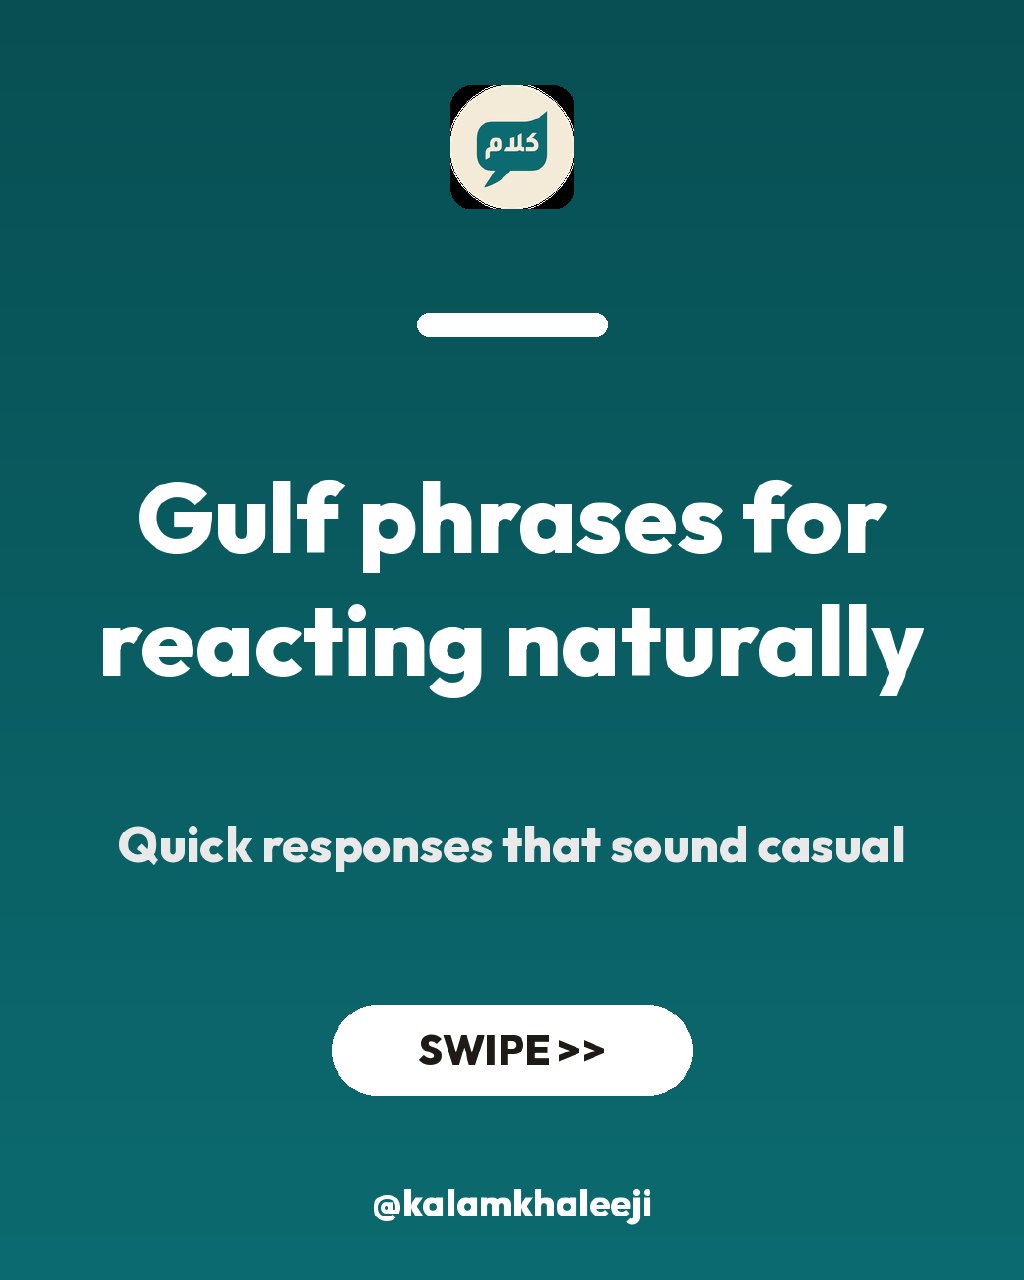 كلام
Gulf phrases for
reacting naturally
Quick responses that sound casual
SWIPE >>
@kalamkhaleeji